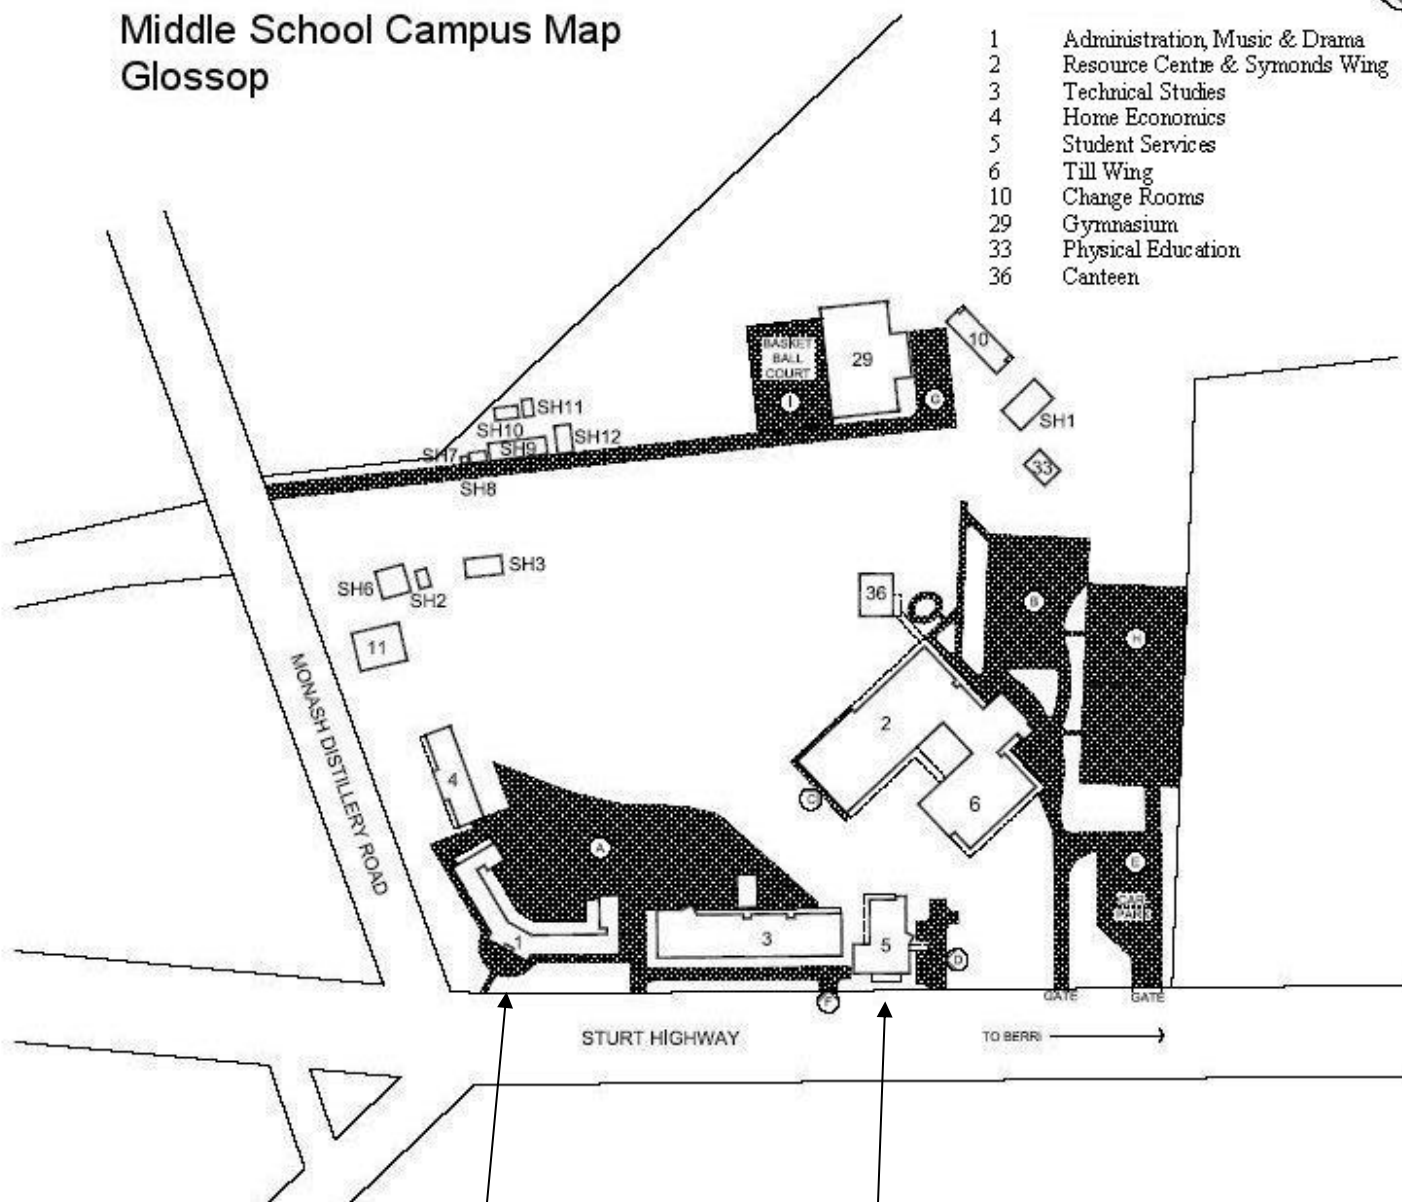 Middle School Campus Map
Glossop
1 Administration, Music & Drama
2 Resource Centre & Symonds Wing
3 Technical Studies
4 Home Economics
5 Student Services
6 Till Wing
10 Change Rooms
29 Gymnasium
33 Physical Education
36 Canteen
BASKET
BALL
COURT
29
10
I
G
SH1
SH11
SH10
SH12
SH9
SH7
SH8
33
SH3
SH6
SH2
36
B
H
11
MONASH DISTILLERY ROAD
2
4
C
6
A
E
CAR
PARK
1
3
5
D
F
GATE
GATE
STURT HIGHWAY
TO BERRI